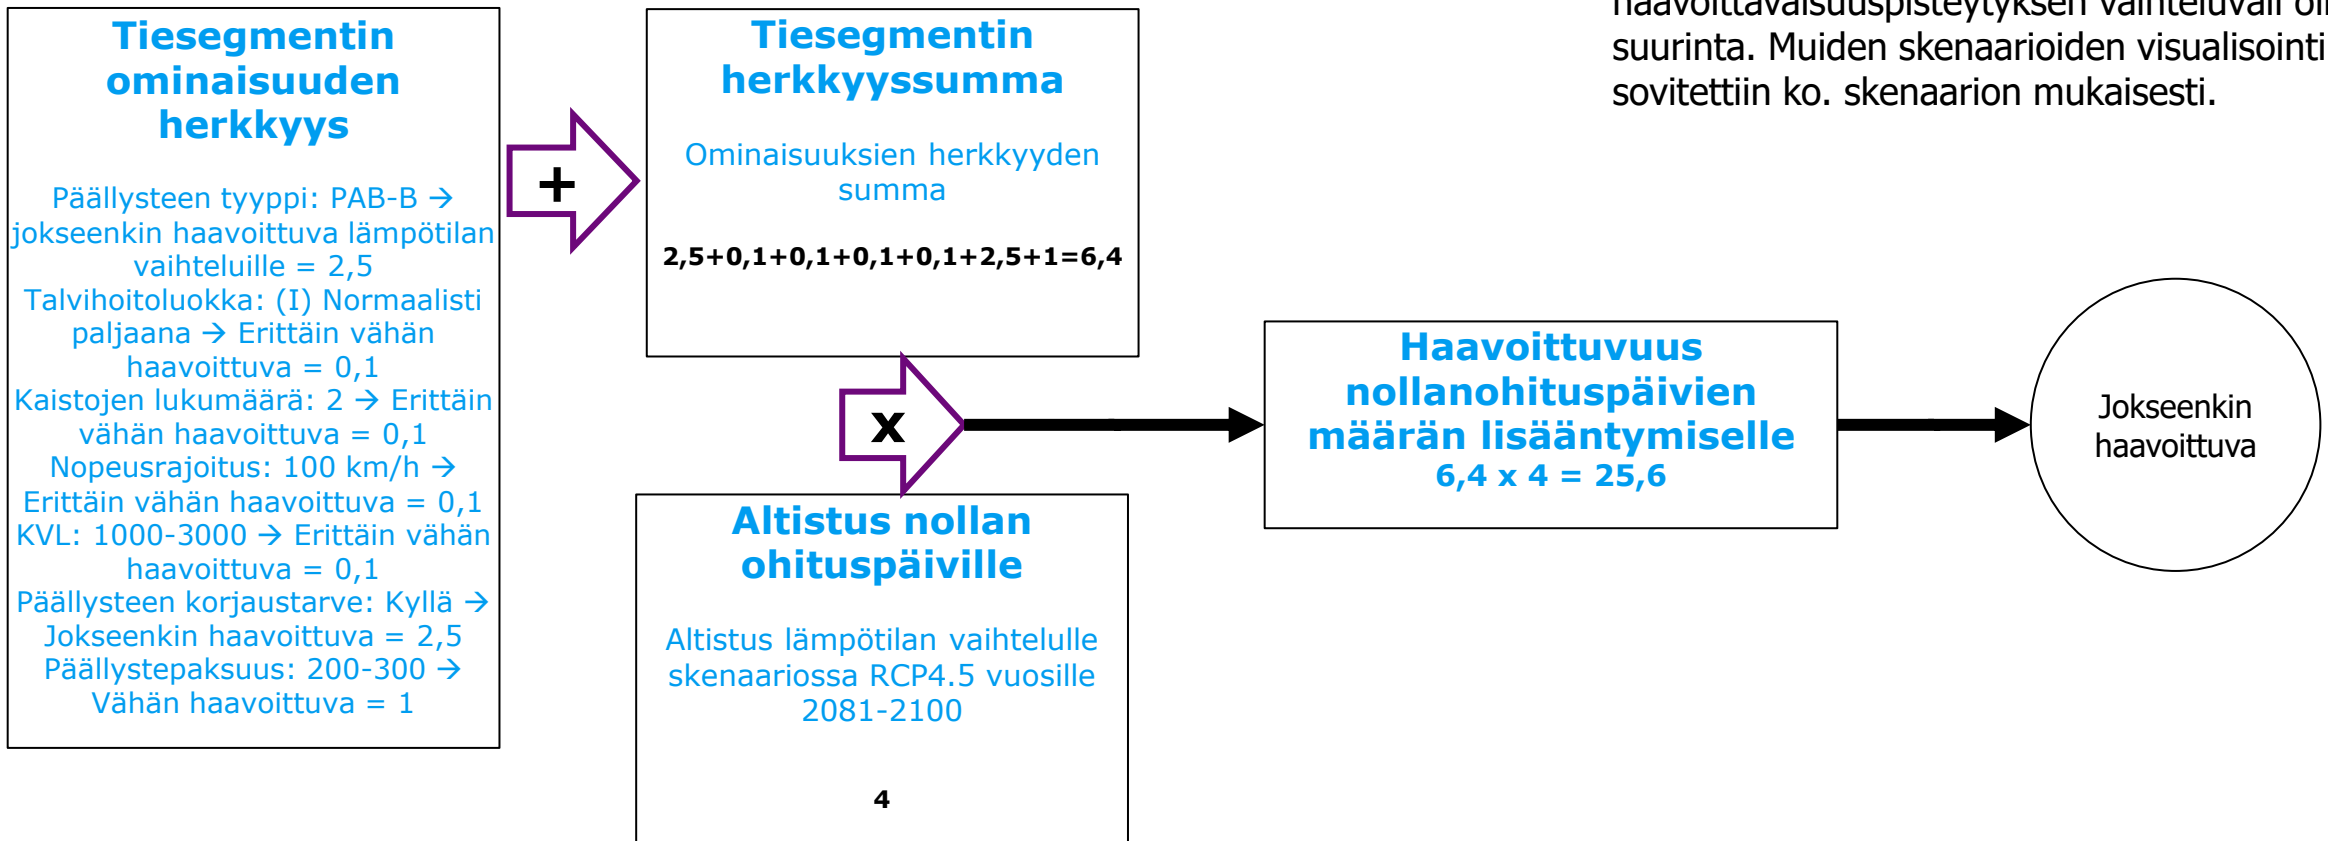 Tiesegmentin
ominaisuuden
herkkyys
Päällysteen tyyppi: PAB-B →
jokseenkin haavoittuva lämpötilan
vaihteluille = 2,5
Talvihoitoluokka: (I) Normaalisti
paljaana → Erittäin vähän
haavoittuva = 0,1
Kaistojen lukumäärä: 2 → Erittäin
vähän haavoittuva = 0,1
Nopeusrajoitus: 100 km/h →
Erittäin vähän haavoittuva = 0,1
KVL: 1000-3000 → Erittäin vähän
haavoittuva = 0,1
Päällysteen korjaustarve: Kyllä →
Jokseenkin haavoittuva = 2,5
Päällystepaksuus: 200-300 →
Vähän haavoittuva = 1
+
Tiesegmentin
herkkyyssumma
Ominaisuuksien herkkyyden
summa
2,5+0,1+0,1+0,1+0,1+2,5+1=6,4
x
Altistus nollan
ohituspäiville
Altistus lämpötilan vaihtelulle
skenaariossa RCP4.5 vuosille
2081-2100
4
Haavoittuvuus
nollanohituspäivien
määrän lisääntymiselle
6,4 x 4 = 25,6
Jokseenkin
haavoittuva
haavoittavaisuuspisteytyksen vaihteluväli oli
suurinta. Muiden skenaarioiden visualisointi
sovitettiin ko. skenaarion mukaisesti.